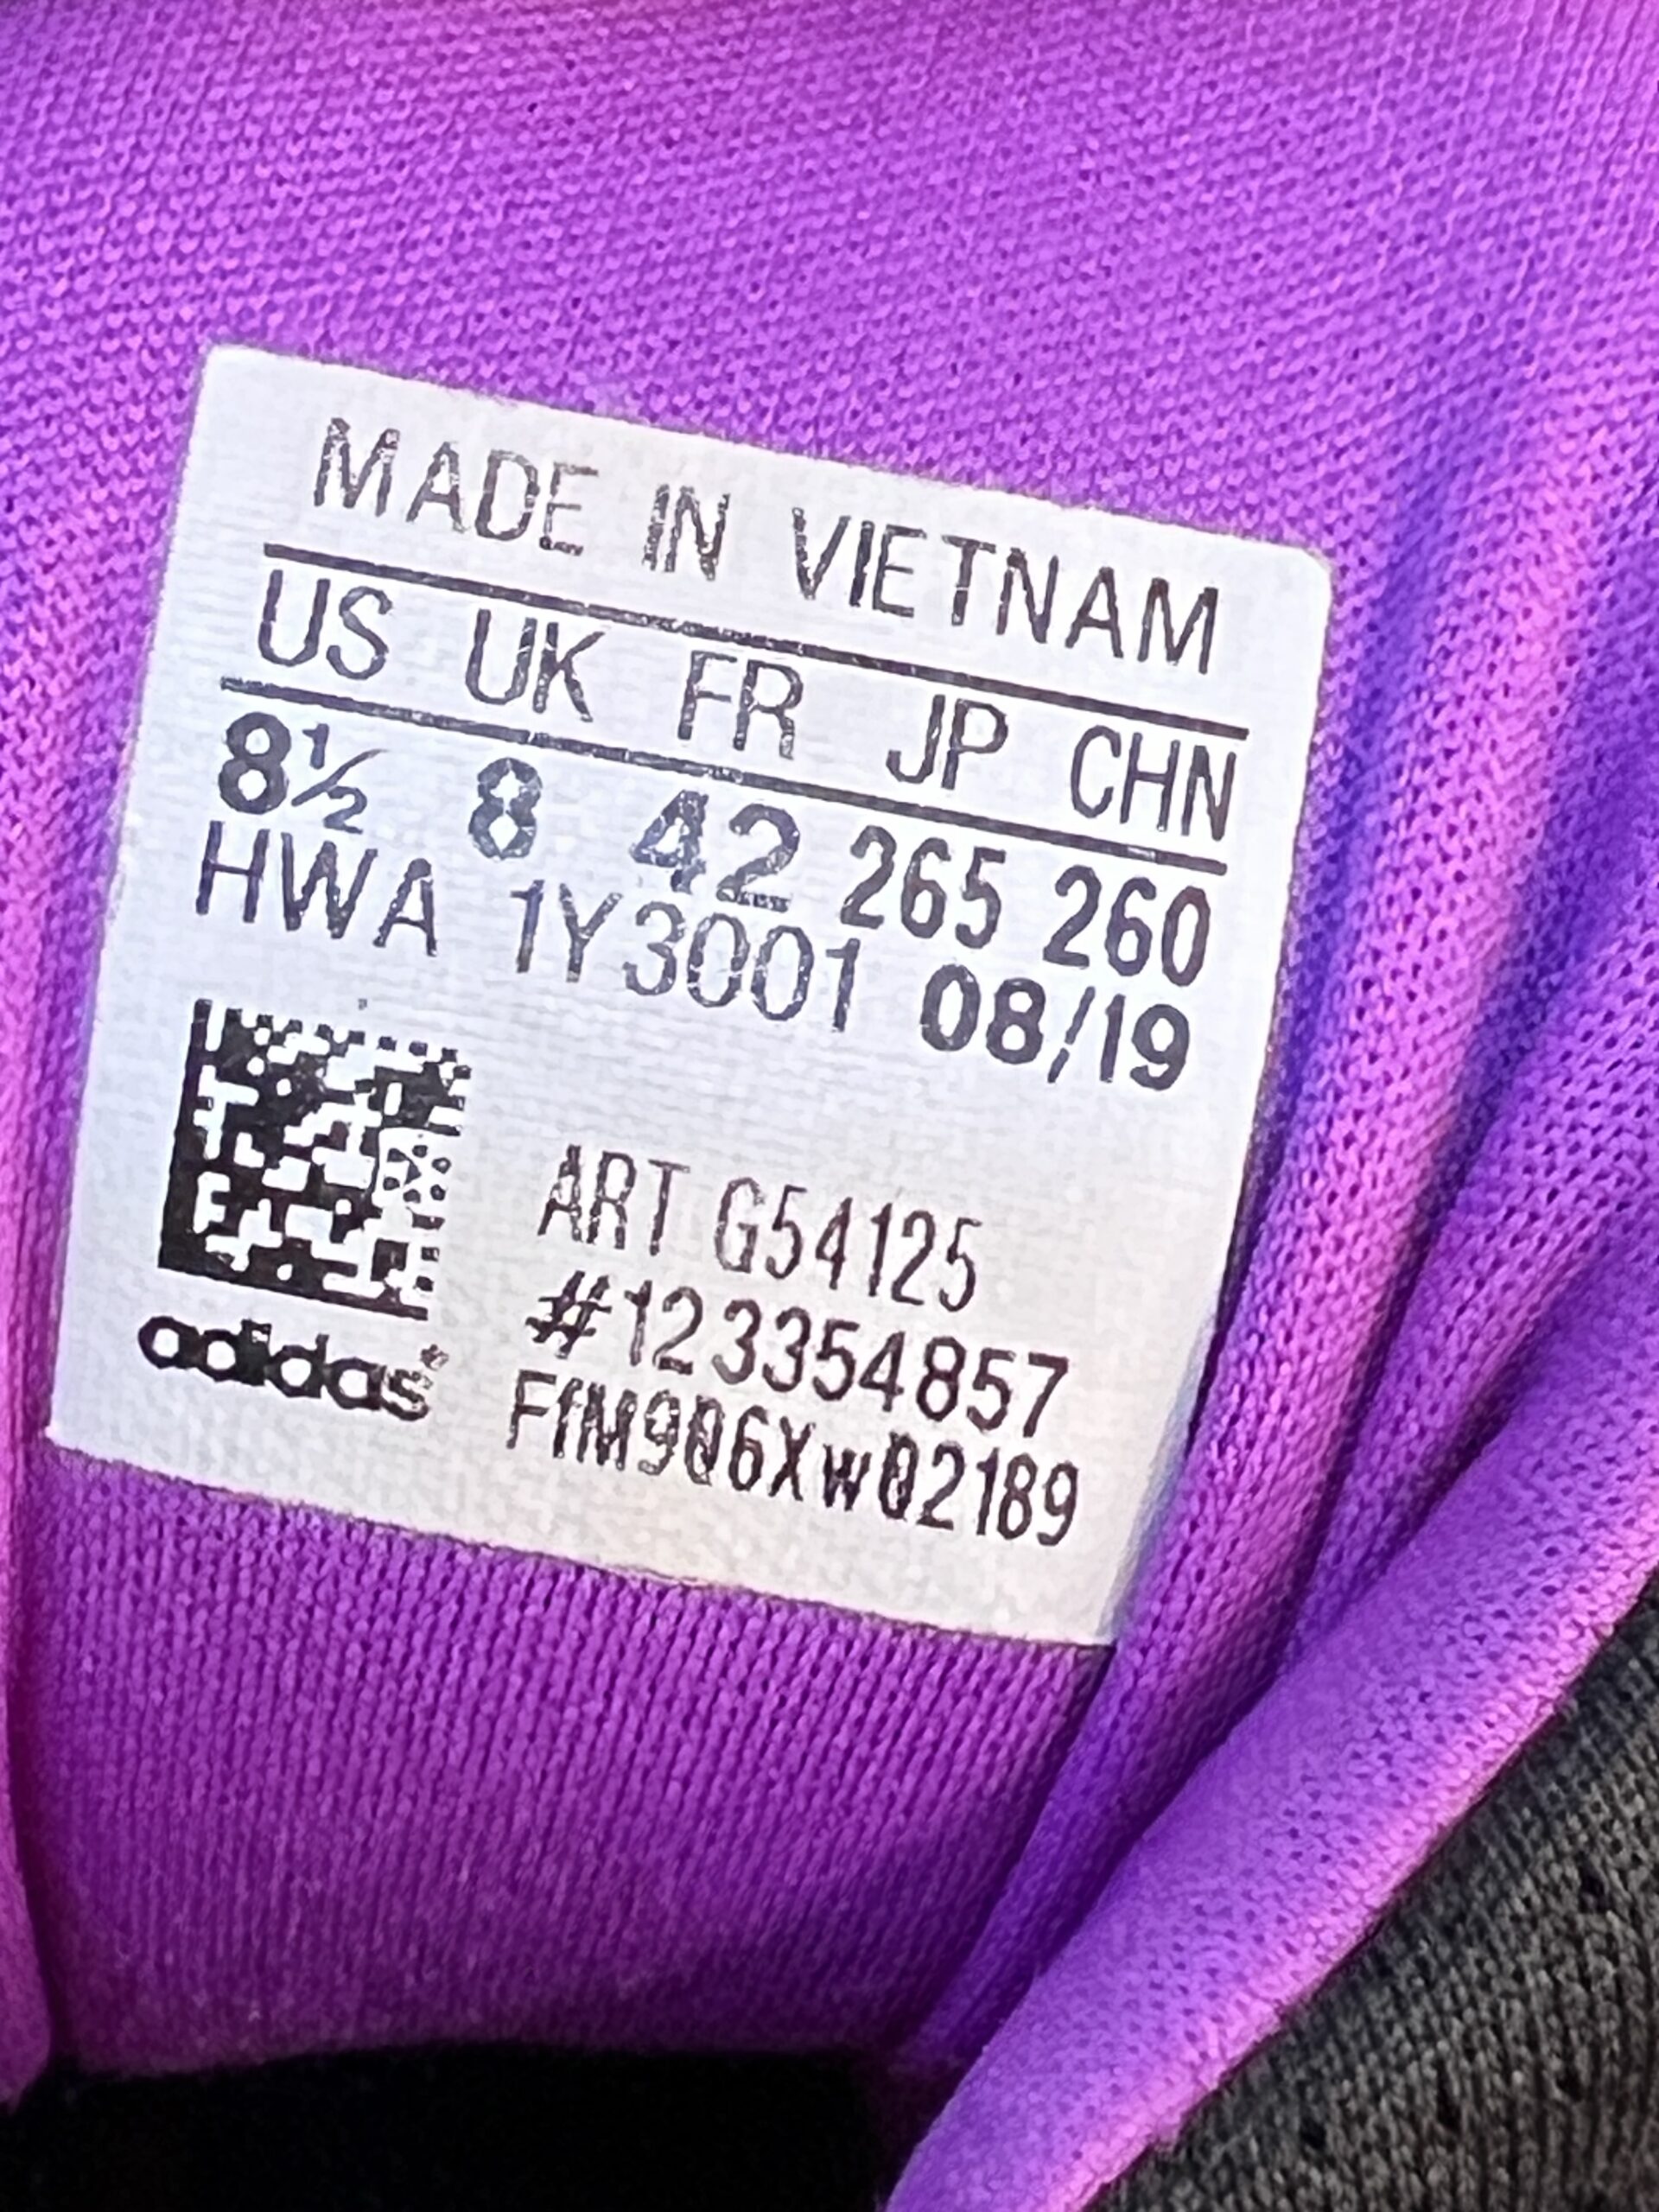 MADE IN VIETNAM
US UK FR JP CHN
8½ 8 42 265 260
HWA 1Y3001 08/19
ART G54125
#123354857
adidas